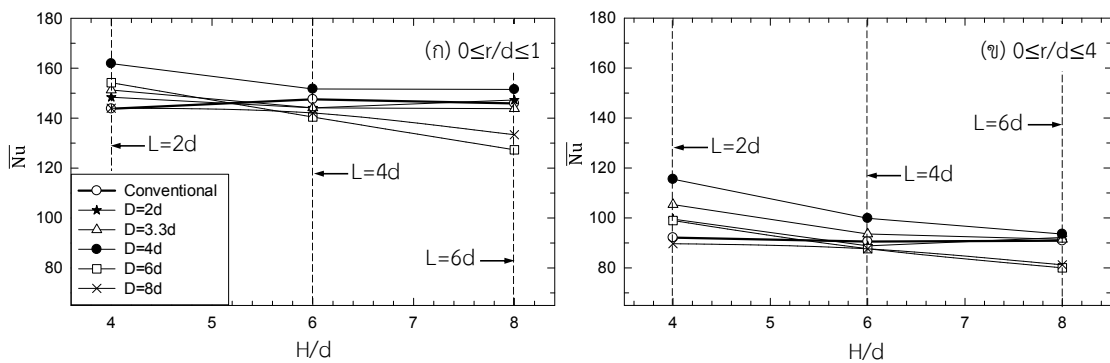 180
160
140
120
100
80
Nu
(ก) 0≤r/d≤1
L=2d
L=4d
L=6d
Conventional
D=2d
D=3.3d
D=4d
D=6d
D=8d
4 5 6 7 8
H/d
180
160
140
120
100
80
Nu
(ข) 0≤r/d≤4
L=6d
L=2d
L=4d
4 5 6 7 8
H/d